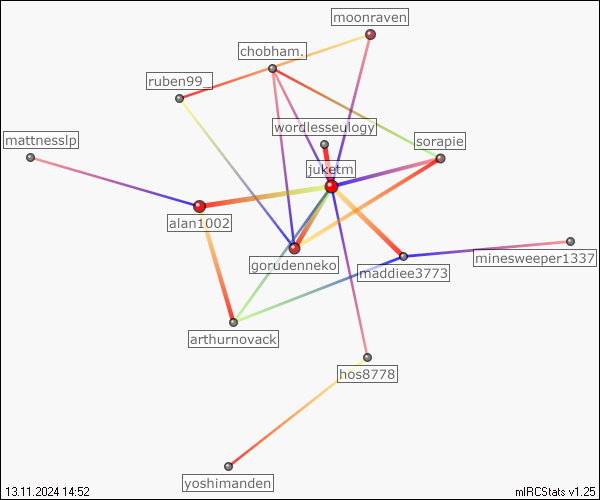 moonraven
chobham.
ruben99_
wordlesseulogy
mattnesslp
sorapie
juketm
alan1002
gorudenneko
minesweeper1337
maddiee3773
arthurnovack
hos8778
yoshimanden
13.11.2024 14:52
mIRCStats v1.25